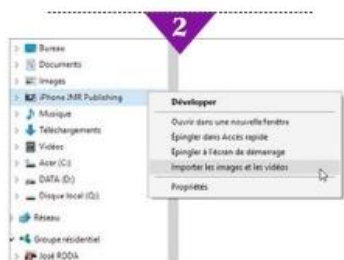 2
Bureau
Documents
Images
iPhone JMR Publishing
Musique
Téléchargements
Vidéos
Acer (C:)
DATA (D:)
Disque local (Q:)
Réseau
Groupe résidentiel
José RODA
Développer
Ouvrir dans une nouvelle fenêtre
Épingler dans Accès rapide
Épingler à l'écran de démarrage
Importer les images et les vidéos
Propriétés